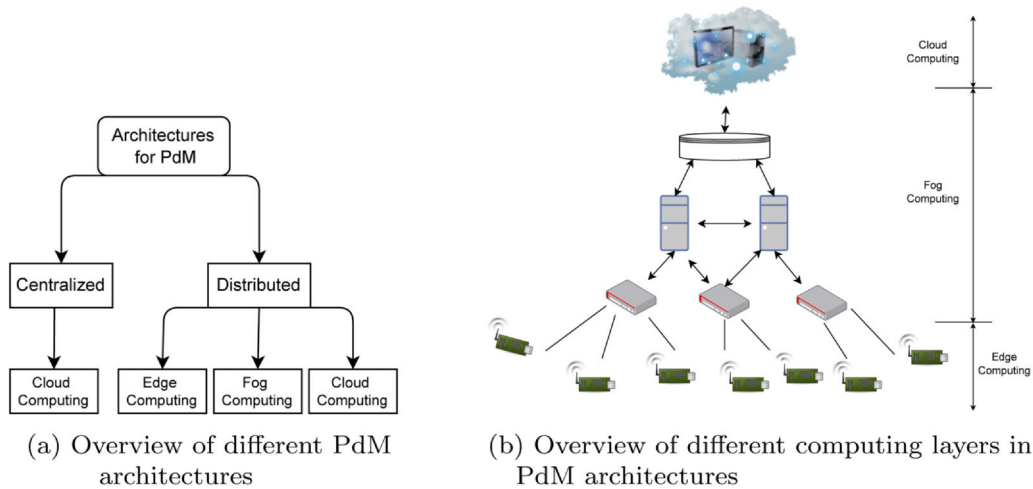 Architectures
for PdM
Centralized
Distributed
Cloud
Computing
Edge
Computing
Fog
Computing
Cloud
Computing
(a) Overview of different PdM
architectures
Cloud
Computing
Fog
Computing
Edge
Computing
(b) Overview of different computing layers in
PdM architectures